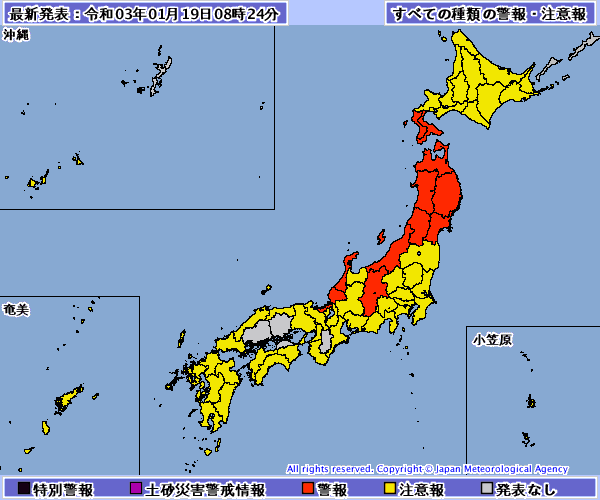 最新発表：令和03年01月19日08時24分
すべての種類の警報・注意報
沖縄
奄美
小笠原
All rights reserved. Copyright © Japan Meteorological Agency
特別警報
土砂災害警戒情報
警報
注意報
発表なし